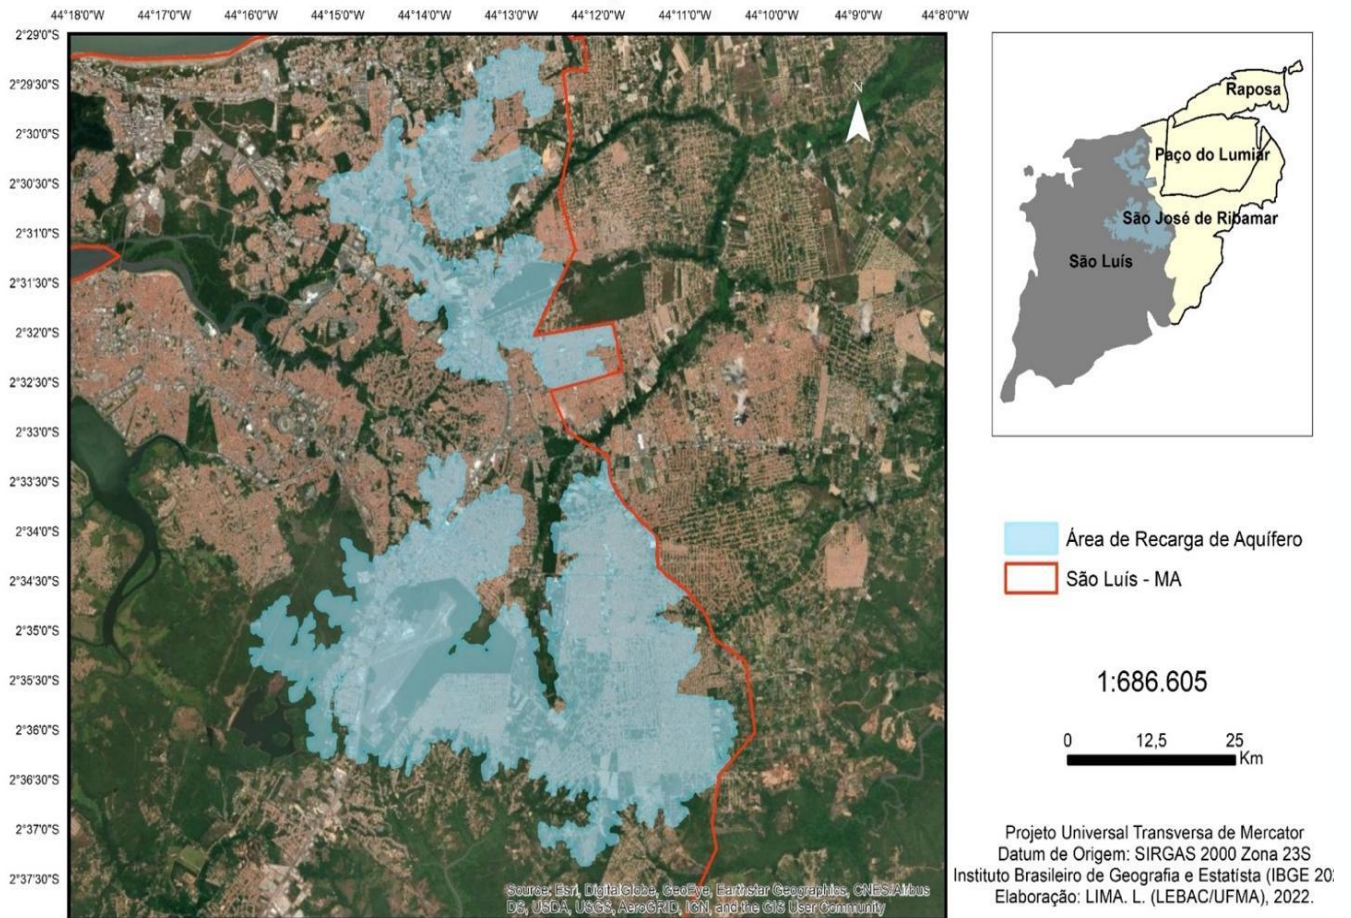 44°18'0"W 44°17'0"W 44°16'0"W 44°15'0"W 44°14'0"W 44°13'0"W 44°12'0"W 44°11'0"W 44°10'0"W 44°9'0"W 44°8'0"W
2°29'0"S
2°29'30"S
2°30'0"S
2°30'30"S
2°31'0"S
2°31'30"S
2°32'0"S
2°32'30"S
2°33'0"S
2°33'30"S
2°34'0"S
2°34'30"S
2°35'0"S
2°35'30"S
2°36'0"S
2°36'30"S
2°37'0"S
2°37'30"S
N
Source: Esri, DigitalGlobe, GeoEye, Earthstar Geographics, CNES/Airbus
DS, USDA, USGS, AeroGRID, IGN, and the GIS User Community
Raposa
Paço do Lumiar
São José de Ribamar
São Luís
Área de Recarga de Aquífero
São Luís - MA
1:686.605
0 12,5 25
Km
Projeto Universal Transversa de Mercator
Datum de Origem: SIRGAS 2000 Zona 23S
Instituto Brasileiro de Geografia e Estatísta (IBGE 20
Elaboração: LIMA. L. (LEBAC/UFMA), 2022.